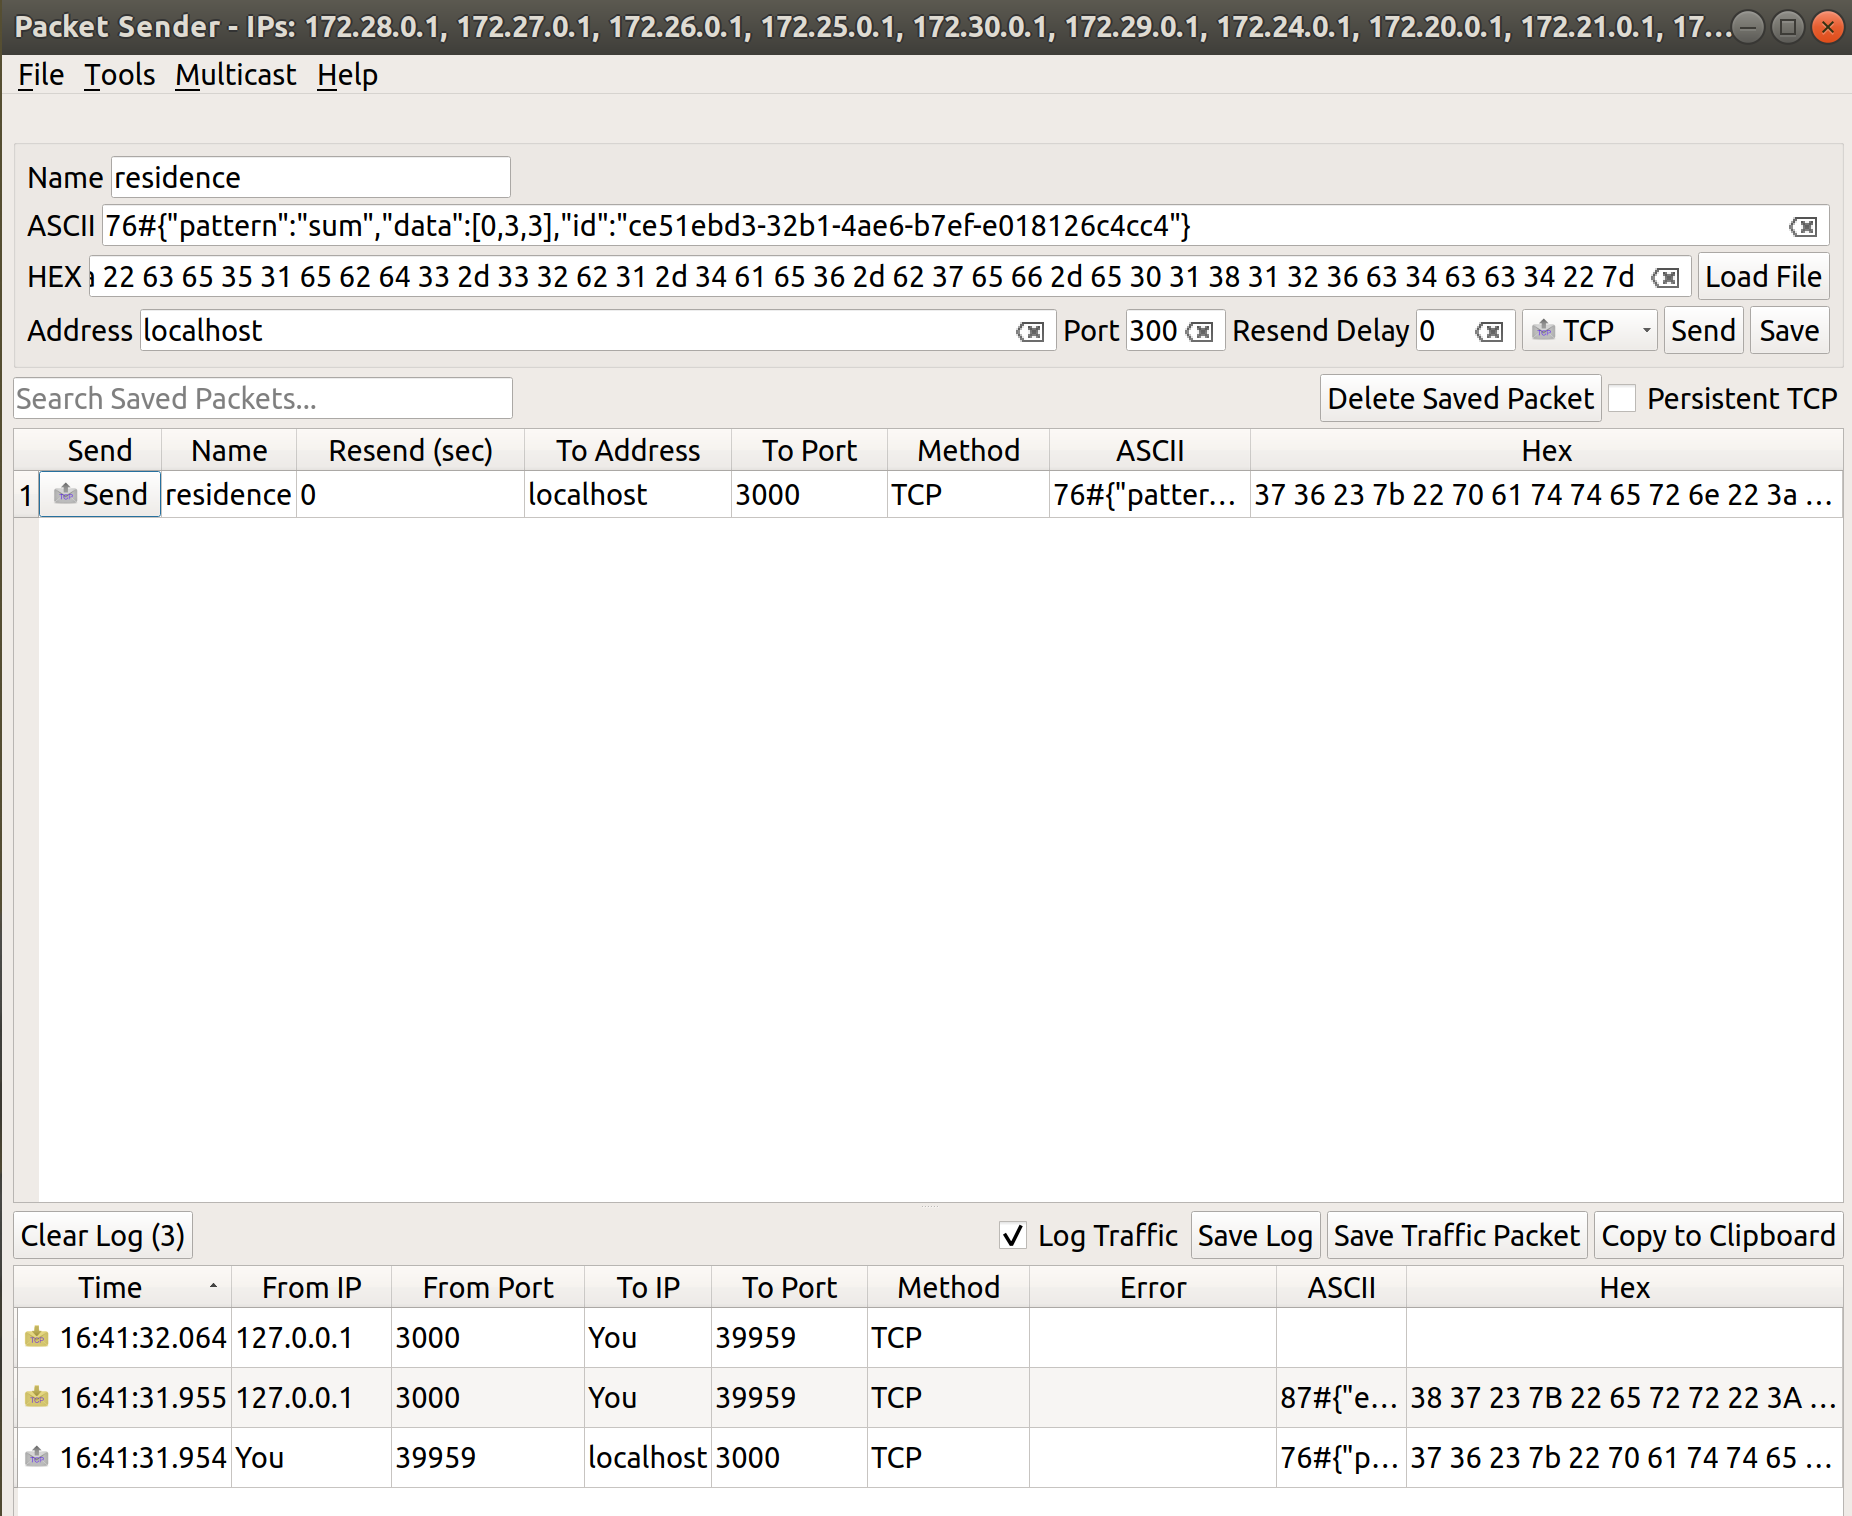 Packet Sender - IPs: 172.28.0.1, 172.27.0.1, 172.26.0.1, 172.25.0.1, 172.30.0.1, 172.29.0.1, 172.24.0.1, 172.20.0.1, 172.21.0.1, 17...
File Tools Multicast Help
Name residence
ASCII 76#{"pattern":"sum","data":[0,3,3],"id":"ce51ebd3-32b1-4ae6-b7ef-e018126c4cc4"}
HEX a 22 63 65 35 31 65 62 64 33 2d 33 32 62 31 2d 34 61 65 36 2d 62 37 65 66 2d 65 30 31 38 31 32 36 63 34 63 63 34 22 7d Load File
Address localhost Port 300 Resend Delay 0 TCP Send Save
Search Saved Packets... Delete Saved Packet Persistent TCP
Send Name Resend (sec) To Address To Port Method ASCII Hex
1 TCP Send residence 0 localhost 3000 TCP 76#{"patter... 37 36 23 7b 22 70 61 74 74 65 72 6e 22 3a ...
Clear Log (3) Log Traffic Save Log Save Traffic Packet Copy to Clipboard
Time From IP From Port To IP To Port Method Error ASCII Hex
TCP 16:41:32.064 127.0.0.1 3000 You 39959 TCP
TCP 16:41:31.955 127.0.0.1 3000 You 39959 TCP 87#{"e... 38 37 23 7B 22 65 72 72 22 3A ...
TCP 16:41:31.954 You 39959 localhost 3000 TCP 76#{"p... 37 36 23 7b 22 70 61 74 74 65 ...